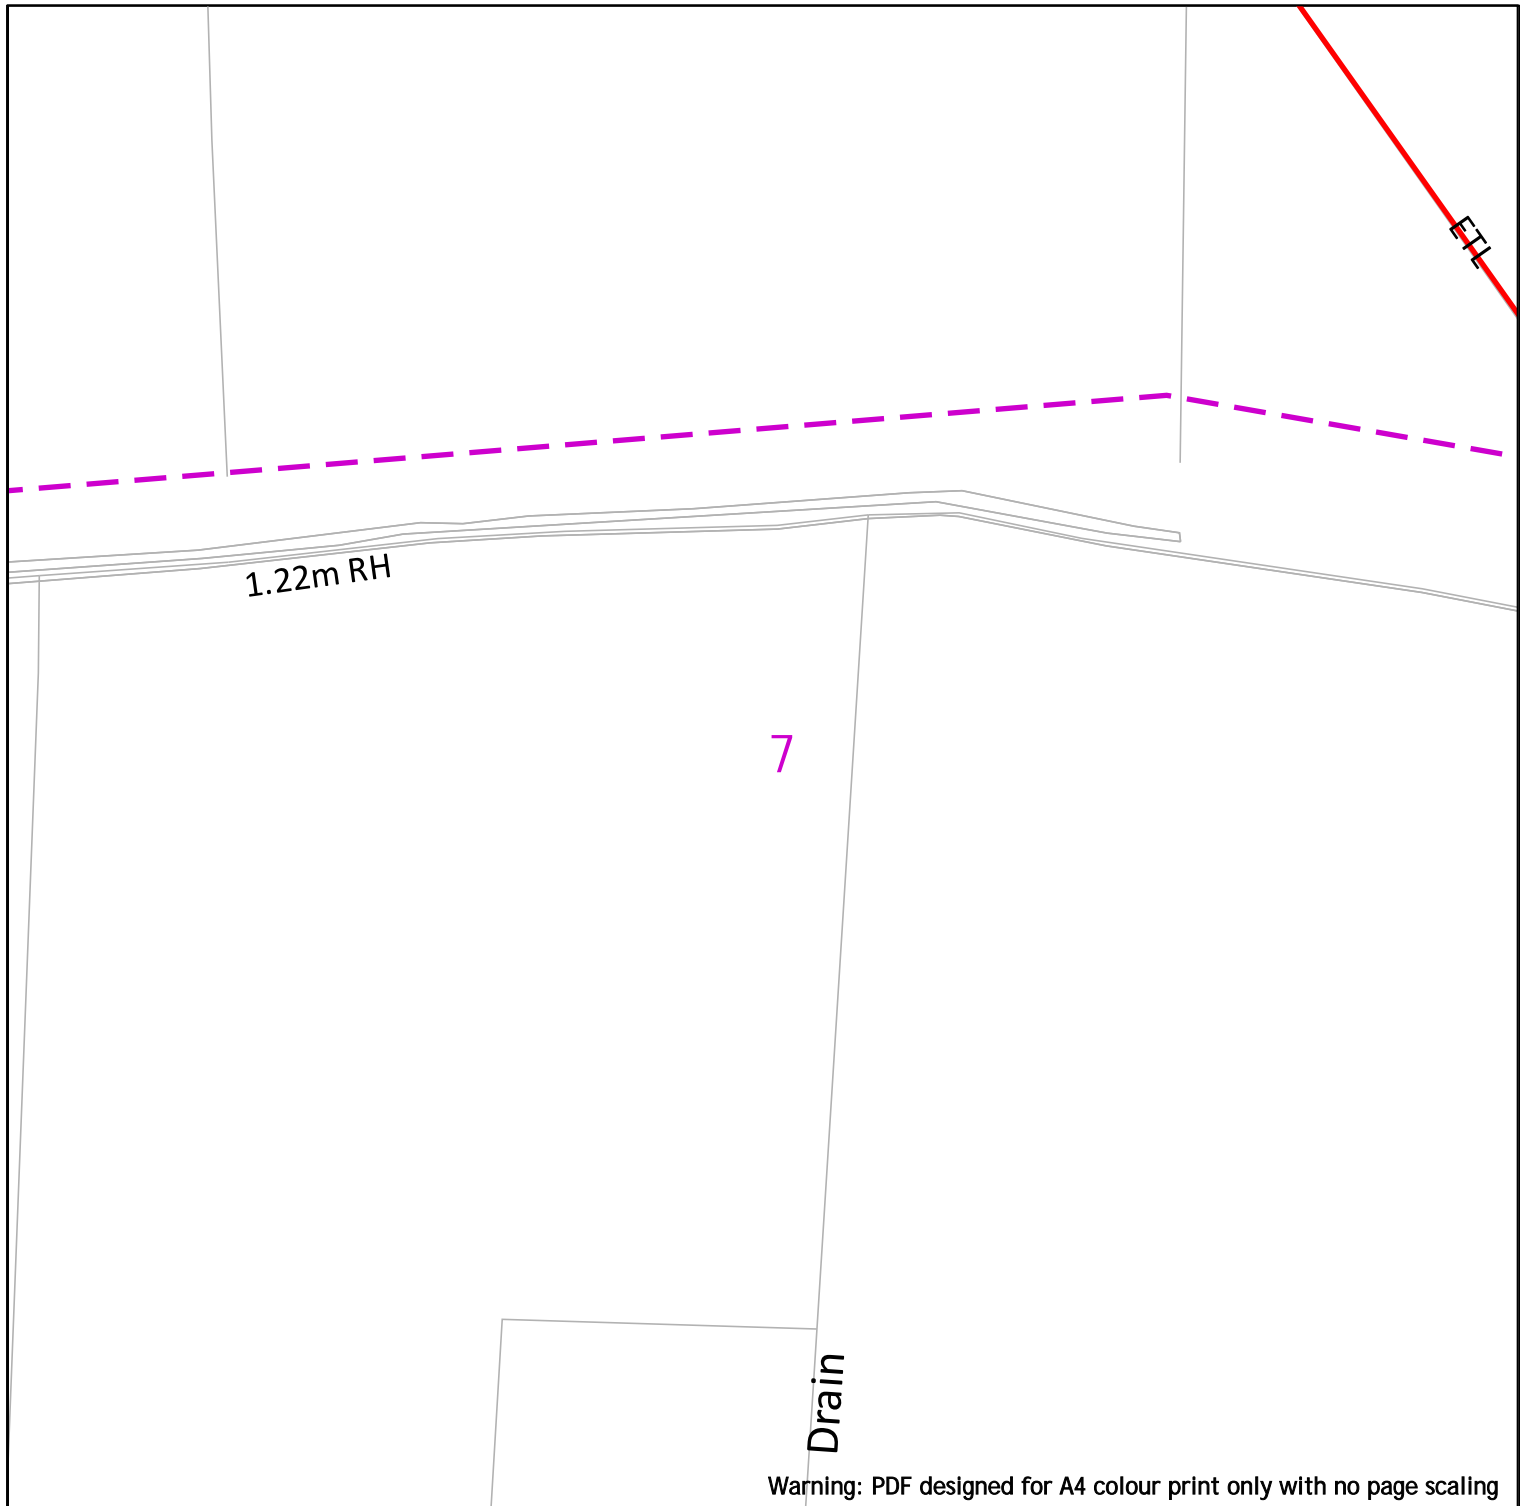 ETL
1.22m RH
7
Drain
Warning: PDF designed for A4 colour print only with no page scaling